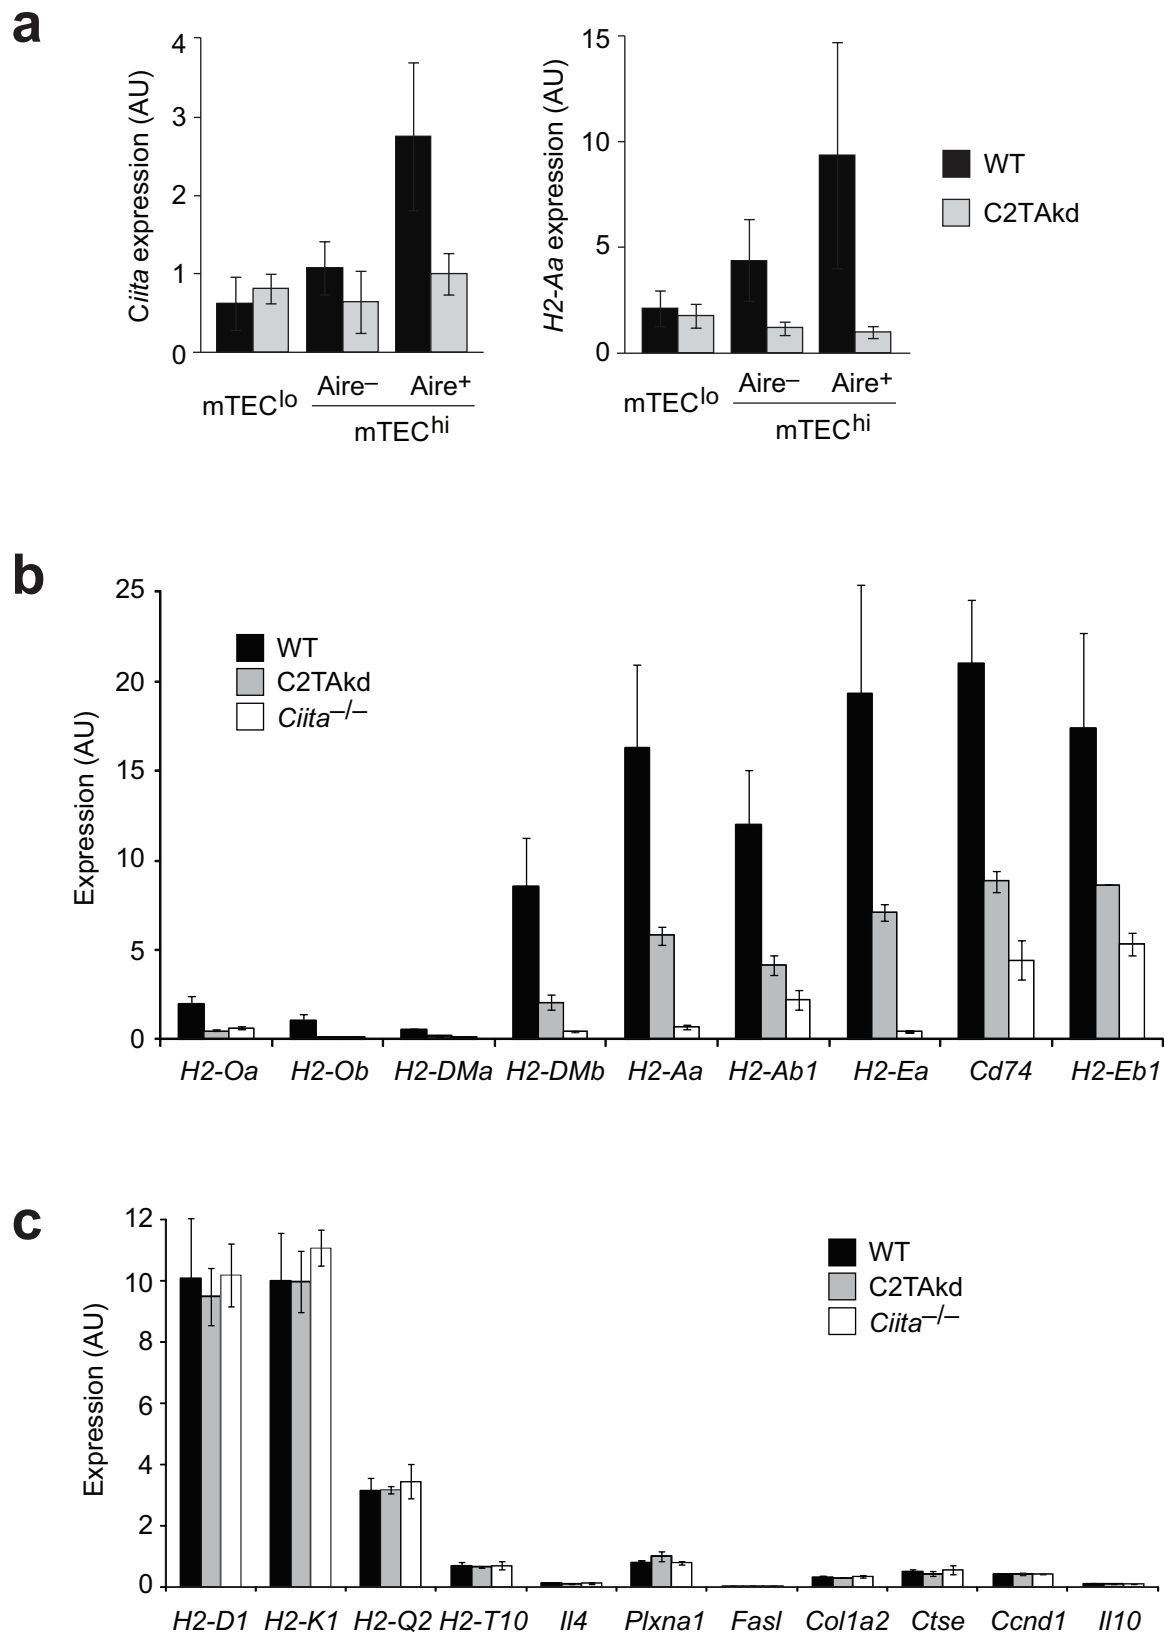 a
4
3
2
1
0
Ciita expression (AU)
mTEClo
Aire– Aire+
mTEChi
15
10
5
0
H2-Aa expression (AU)
mTEClo
Aire– Aire+
mTEChi
WT
C2TAkd
b
25
20
15
10
5
0
Expression (AU)
WT
C2TAkd
Ciita–/–
H2-Oa H2-Ob H2-DMa H2-DMb H2-Aa H2-Ab1 H2-Ea Cd74 H2-Eb1
c
12
10
8
6
4
2
0
Expression (AU)
WT
C2TAkd
Ciita–/–
H2-D1 H2-K1 H2-Q2 H2-T10 Il4 Plxna1 Fasl Col1a2 Ctse Ccnd1 Il10